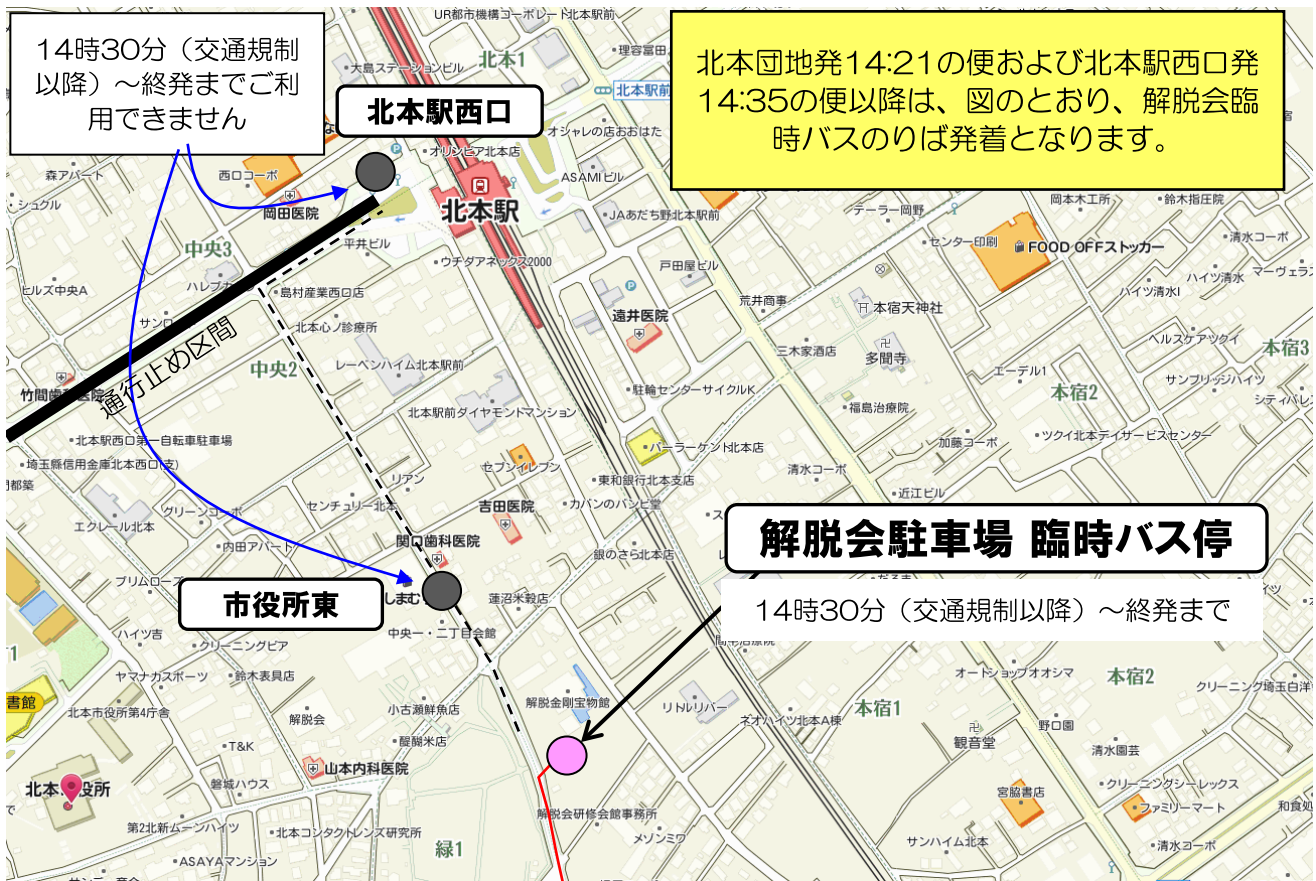 14時30分（交通規制
以降）～終発までご利
用できません
北本駅西口
北本団地発14:21の便および北本駅西口発
14:35の便以降は、図のとおり、解脱会臨
時バスのりば発着となります。
UR都市機構コーポレート北本駅前
大島ステーションビル
北本1
理容冨田
北本駅前
オシャレの店おおはた
オリンピア北本店
ASAMIビル
森アパート
西口コーポ
シュグル
岡田医院
北本駅
JAあだち野北本駅前
テーラー岡野
岡本木工所
鈴木指圧院
中央3
平井ビル
センター印刷
FOOD OFFストッカー
清水コーポ
ウチダアネックス2000
戸田屋ビル
ヒルズ中央A
島村産業西口店
荒井商事
本宿天神社
ハイツ清水
ハイツ清水I
北本心ノ診療所
遠井医院
ヘルスケアツクイ
本宿3
通行止め区間
中央2
レーベンハイム北本駅前
三木家酒店
多聞寺
エーデル1
サンブリッジハイツ
駐輪センターサイクルK
本宿2
北本駅前ダイヤモンドマンション
福島治療院
北本駅西口第一自転車駐車場
パーラーケント北本店
加藤コーポ
ツクイ北本デイサービスセンター
埼玉縣信用金庫北本西口(支)
セブンイレブン
東和銀行北本支店
清水コーポ
リアン
近江ビル
グリーンコーポ
センチュリー北本
吉田医院
カバンのバンビ堂
エクレール北本
内田アパート
関口歯科医院
銀のさら北本店
解脱会駐車場 臨時バス停
14時30分（交通規制以降）～終発まで
プリムローズ
市役所東
しまむ
蓮沼米穀店
ハイツ吉
クリーニングピア
中央一・二丁目会館
ヤマナカスポーツ
鈴木表具店
オートショップオオシマ
本宿2
書館
北本市役所第4庁舎
解脱会
小古瀬鮮魚店
解脱金剛宝物館
リトルリバー
ネオハイツ北本A棟
本宿1
野口園
クリーニング埼玉白洋
T&K
醍醐米店
観音堂
清水園芸
山本内科医院
磐城ハウス
宮脇書店
クリーニングシーレックス
ファミリーマート
和食処
解脱会研修会館事務所
第2北新ムーンハイツ
北本コンタクトレンズ研究所
緑1
メゾンミワ
サンハイム北本
清水コーポ
ASAYAマンション